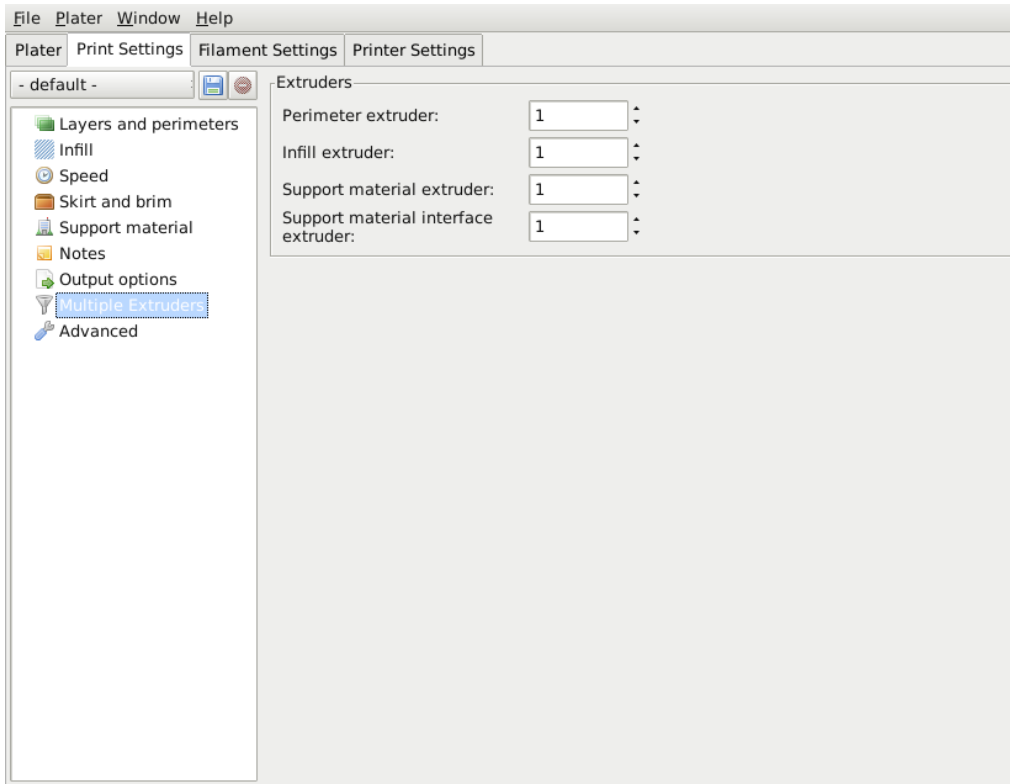 File Plater Window Help
Plater Print Settings Filament Settings Printer Settings
- default -
Layers and perimeters
Infill
Speed
Skirt and brim
Support material
Notes
Output options
Multiple Extruders
Advanced
Extruders
Perimeter extruder: 1
Infill extruder: 1
Support material extruder: 1
Support material interface
extruder: 1